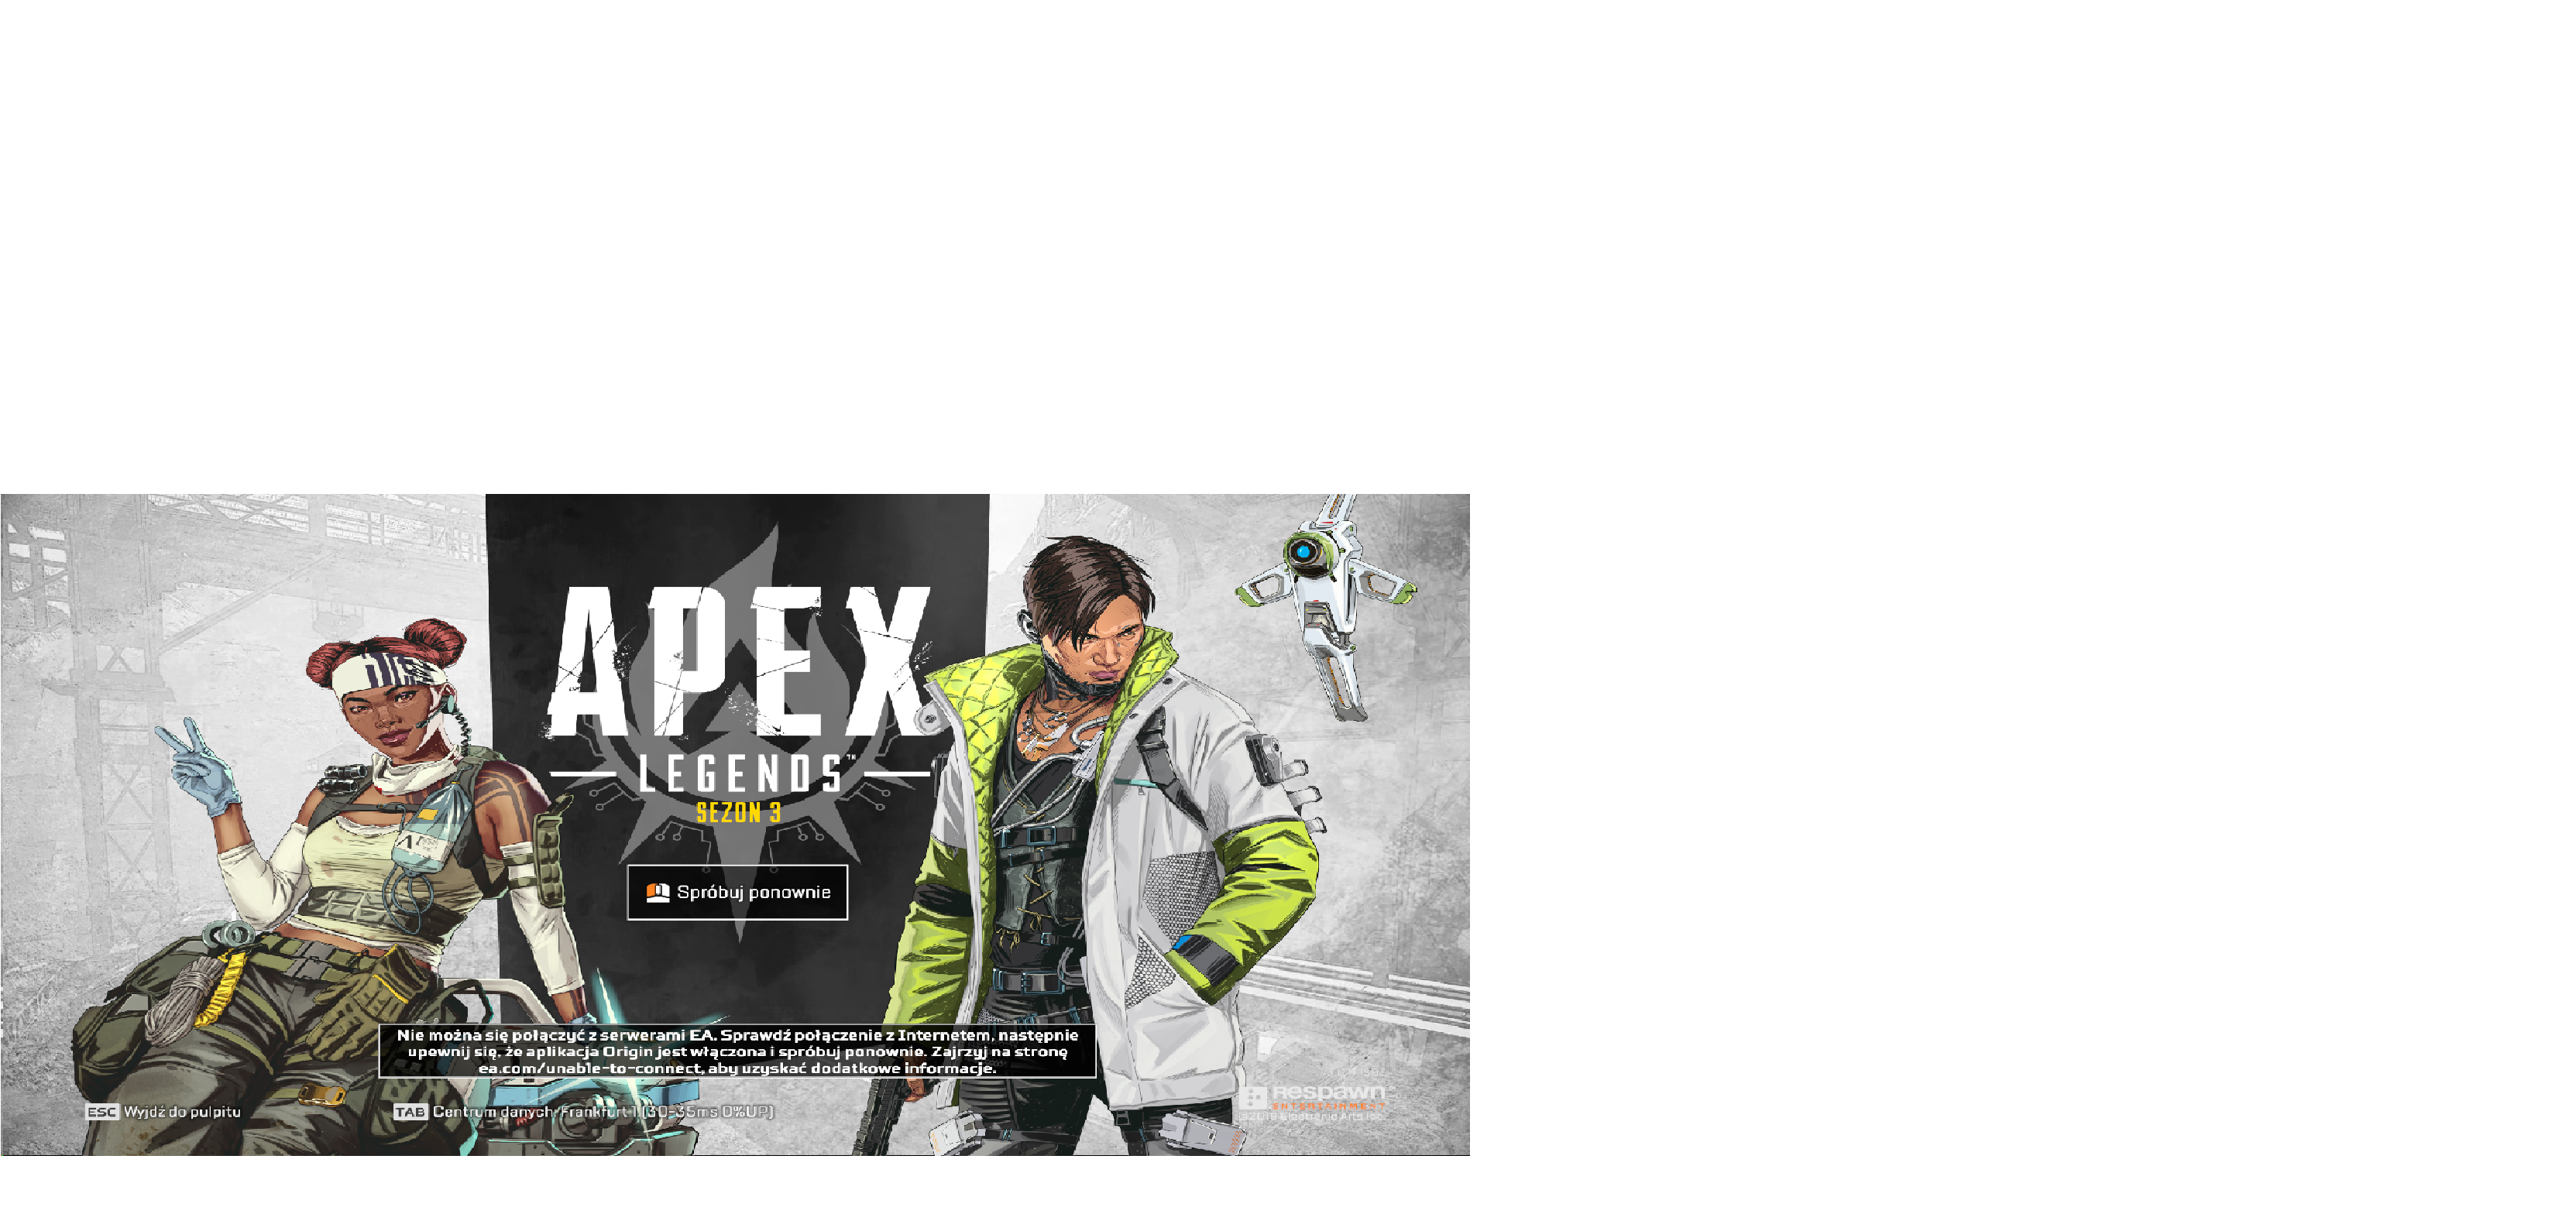 APEX
LEGENDS™
SEZON 3
Spróbuj ponownie
Nie można się połączyć z serwerami EA. Sprawdź połączenie z Internetem, następnie
upewnij się, że aplikacja Origin jest włączona i spróbuj ponownie. Zajrzyj na stronę
ea.com/unable-to-connect, aby uzyskać dodatkowe informacje.
ESC Wyjdź do pulpitu
TAB Centrum danych: Frankfurt 1 (30-35ms 0%UP)
Respawn
ENTERTAINMENT
©2019 Electronic Arts Inc.